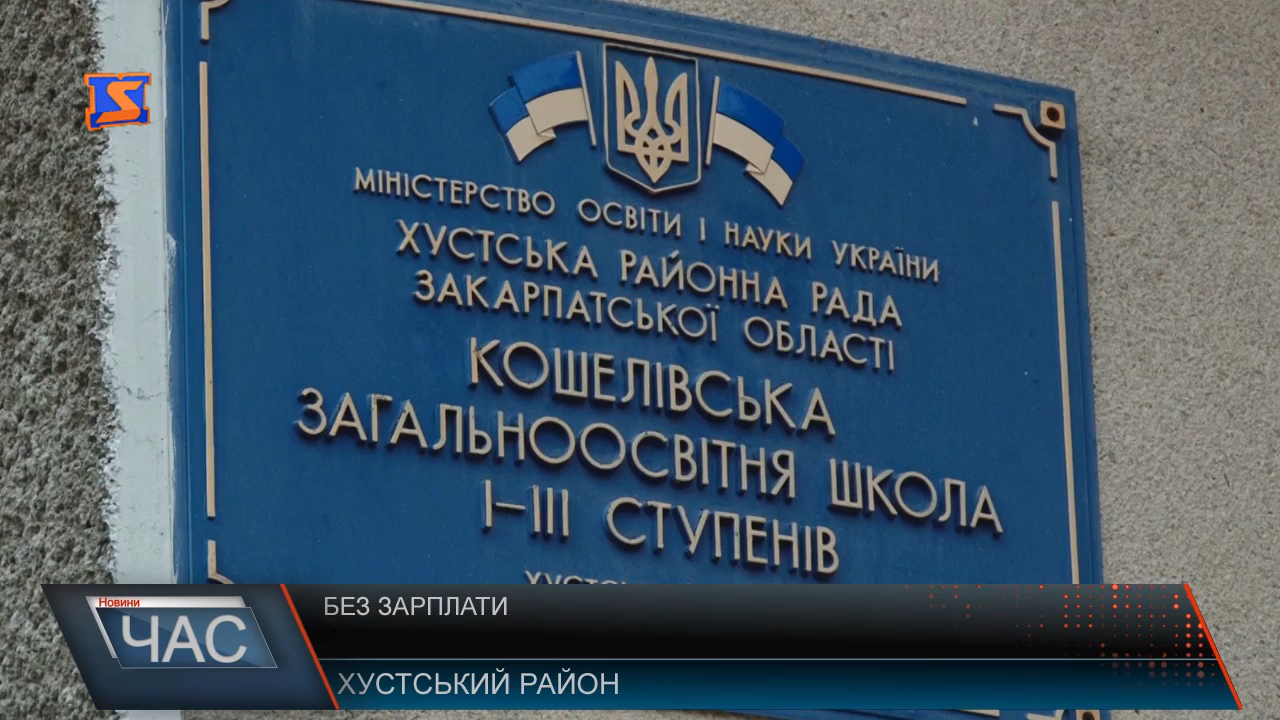 МІНІСТЕРСТВО ОСВІТИ І НАУКИ УКРАЇНИ
ХУСТСЬКА РАЙОННА РАДА
ЗАКАРПАТСЬКОЇ ОБЛАСТІ
КОШЕЛІВСЬКА
ЗАГАЛЬНООСВІТНЯ ШКОЛА
І–ІІІ СТУПЕНІВ
Новини
ЧАС
БЕЗ ЗАРПЛАТИ
ХУСТСЬКИЙ РАЙОН